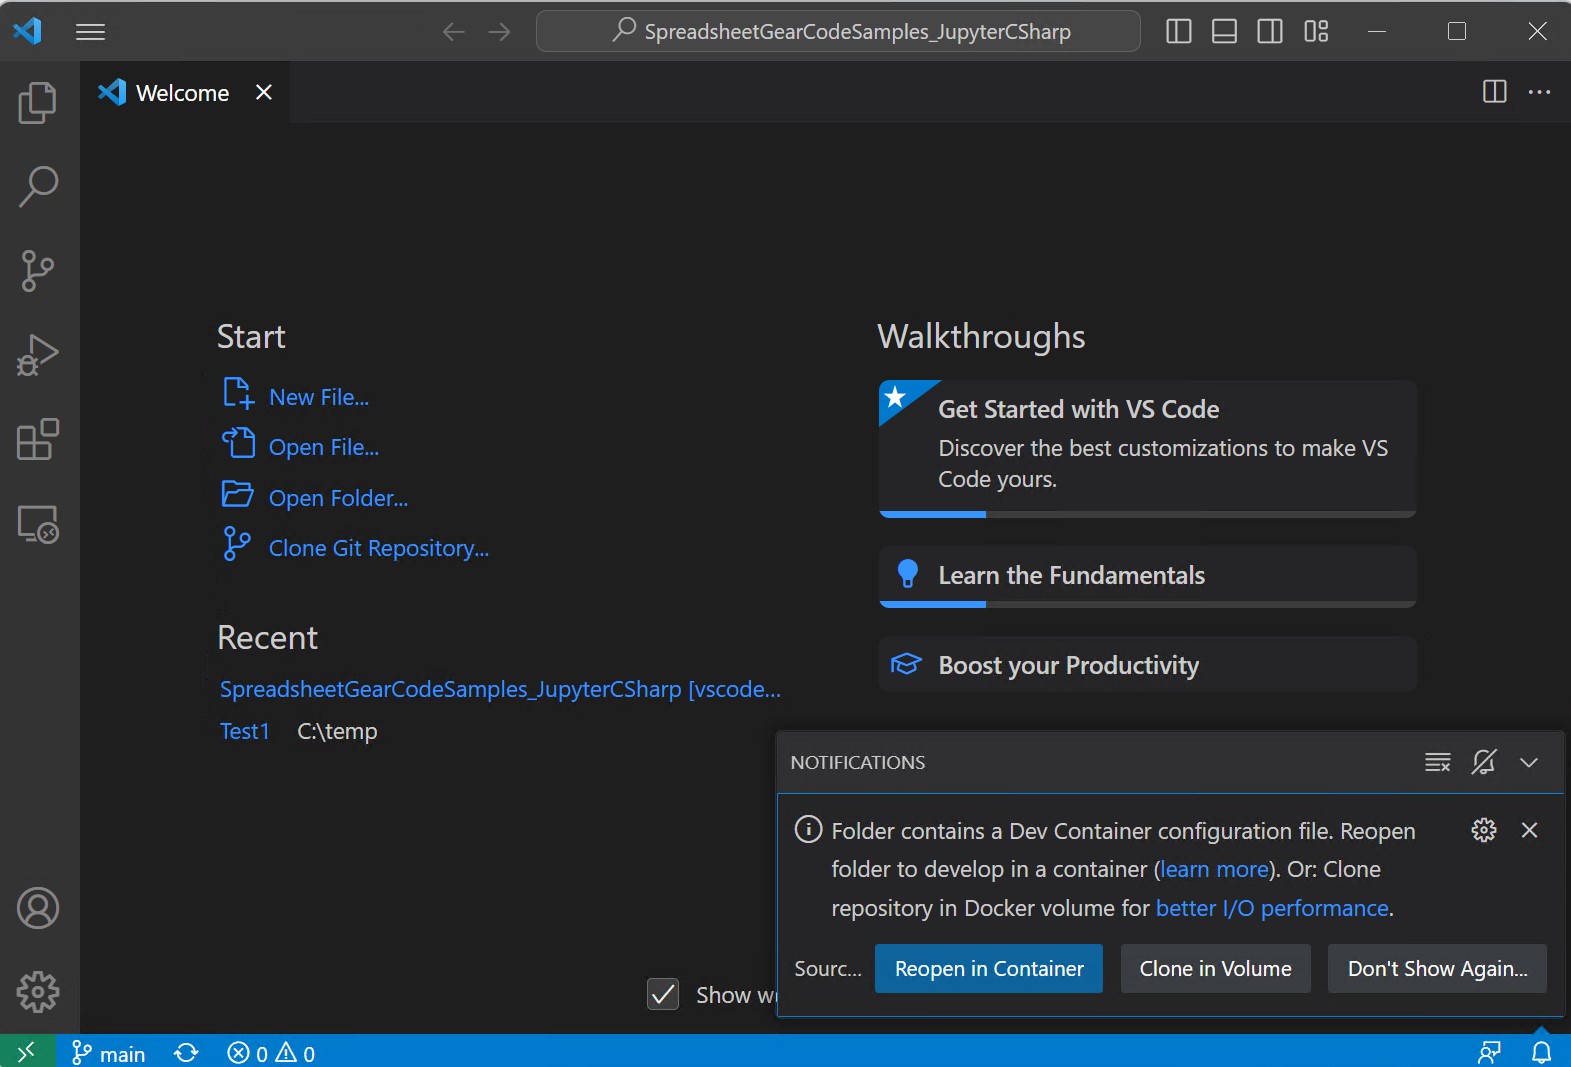 SpreadsheetGearCodeSamples_JupyterCSharp
Welcome
Start
New File...
Open File...
Open Folder...
Clone Git Repository...
Recent
SpreadsheetGearCodeSamples_JupyterCSharp [vscode...
Test1 C:\temp
Walkthroughs
Get Started with VS Code
Discover the best customizations to make VS
Code yours.
Learn the Fundamentals
Boost your Productivity
NOTIFICATIONS
Folder contains a Dev Container configuration file. Reopen
folder to develop in a container (learn more). Or: Clone
repository in Docker volume for better I/O performance.
Sourc... Reopen in Container Clone in Volume Don't Show Again...
Show
main 0 0